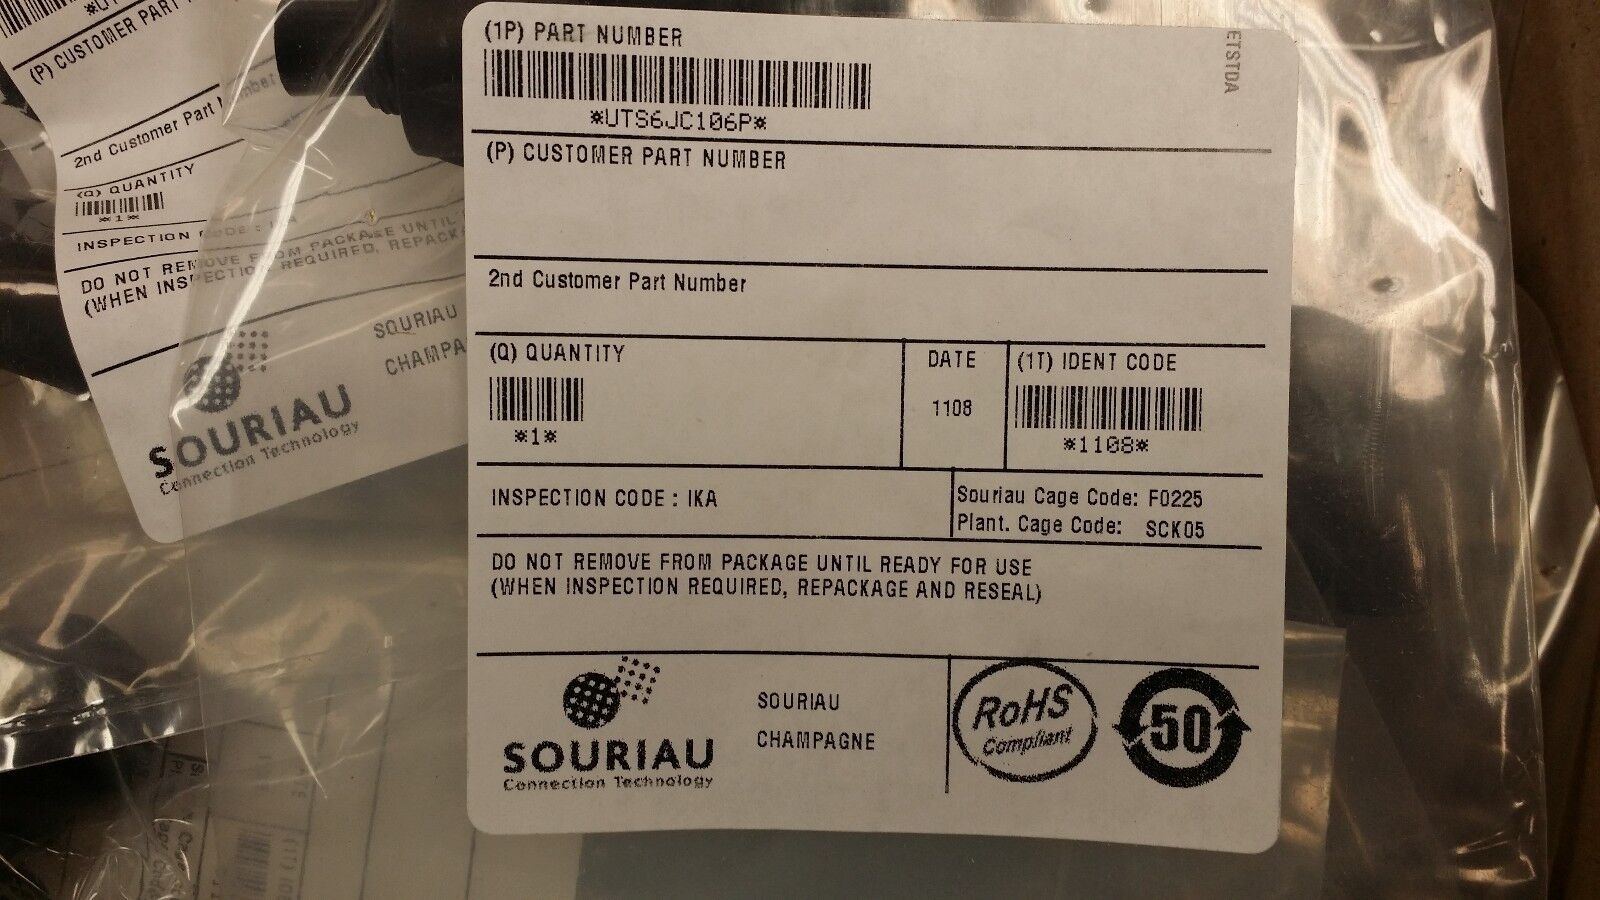 (1P) PART NUMBER
*UTS6JC106P*
(P) CUSTOMER PART NUMBER
2nd Customer Part Number
(Q) QUANTITY
*1*
DATE
1108
(1T) IDENT CODE
*1108*
INSPECTION CODE : IKA
Souriau Cage Code: F0225
Plant. Cage Code: SCK05
DO NOT REMOVE FROM PACKAGE UNTIL READY FOR USE
(WHEN INSPECTION REQUIRED, REPACKAGE AND RESEAL)
SOURIAU
Connection Technology
SOURIAU
CHAMPAGNE
RoHS
Compliant
50
ETSTDA
(P) CUSTOMER PART
2nd Customer Part Number
(Q) QUANTITY
*1*
INSPECTION CODE :
DO NOT REMOVE FROM PACKAGE UNTIL
(WHEN INSPECTION REQUIRED, REPACKA
SOURIAU
CHAMPA
SOURIAU
Connection Technology